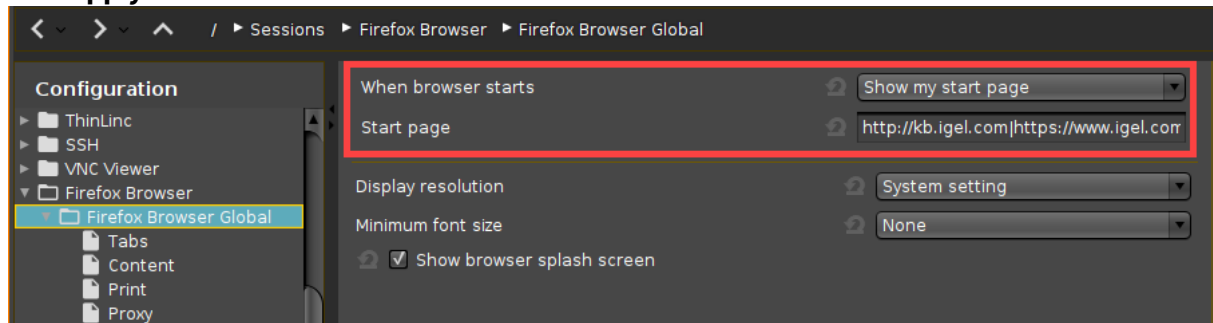 / ▸ Sessions ▸ Firefox Browser ▸ Firefox Browser Global
Configuration
ThinLinc
SSH
VNC Viewer
Firefox Browser
Firefox Browser Global
Tabs
Content
Print
Proxy
When browser starts Show my start page
Start page http://kb.igel.com|https://www.igel.com
Display resolution System setting
Minimum font size None
Show browser splash screen